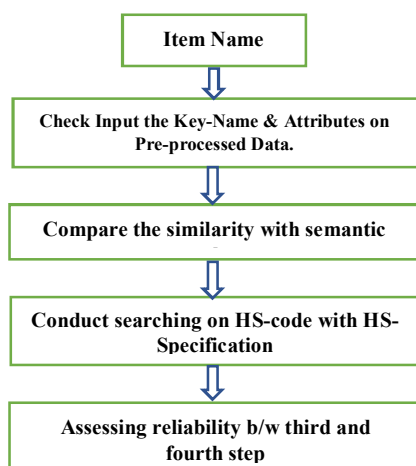 Item Name
Check Input the Key-Name & Attributes on
Pre-processed Data.
Compare the similarity with semantic
Conduct searching on HS-code with HS-
Specification
Assessing reliability b/w third and
fourth step